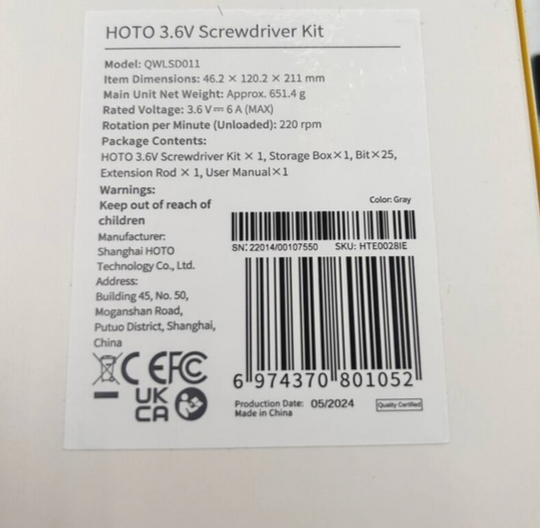 HOTO 3.6V Screwdriver Kit
Model: QWLSD011
Item Dimensions: 46.2 × 120.2 × 211 mm
Main Unit Net Weight: Approx. 651.4 g
Rated Voltage: 3.6 V⎓ 6 A (MAX)
Rotation per Minute (Unloaded): 220 rpm
Package Contents:
HOTO 3.6V Screwdriver Kit × 1, Storage Box×1, Bit×25,
Extension Rod × 1, User Manual×1
Warnings:
Keep out of reach of
children
Manufacturer:
Shanghai HOTO
Technology Co., Ltd.
Address:
Building 45, No. 50,
Moganshan Road,
Putuo District, Shanghai,
China
Color: Gray
SN: 22014/00107550 SKU: HTE0028IE
6 974370 801052
CE FC
UK
CA
Production Date: 05/2024
Made in China
Quality Certified